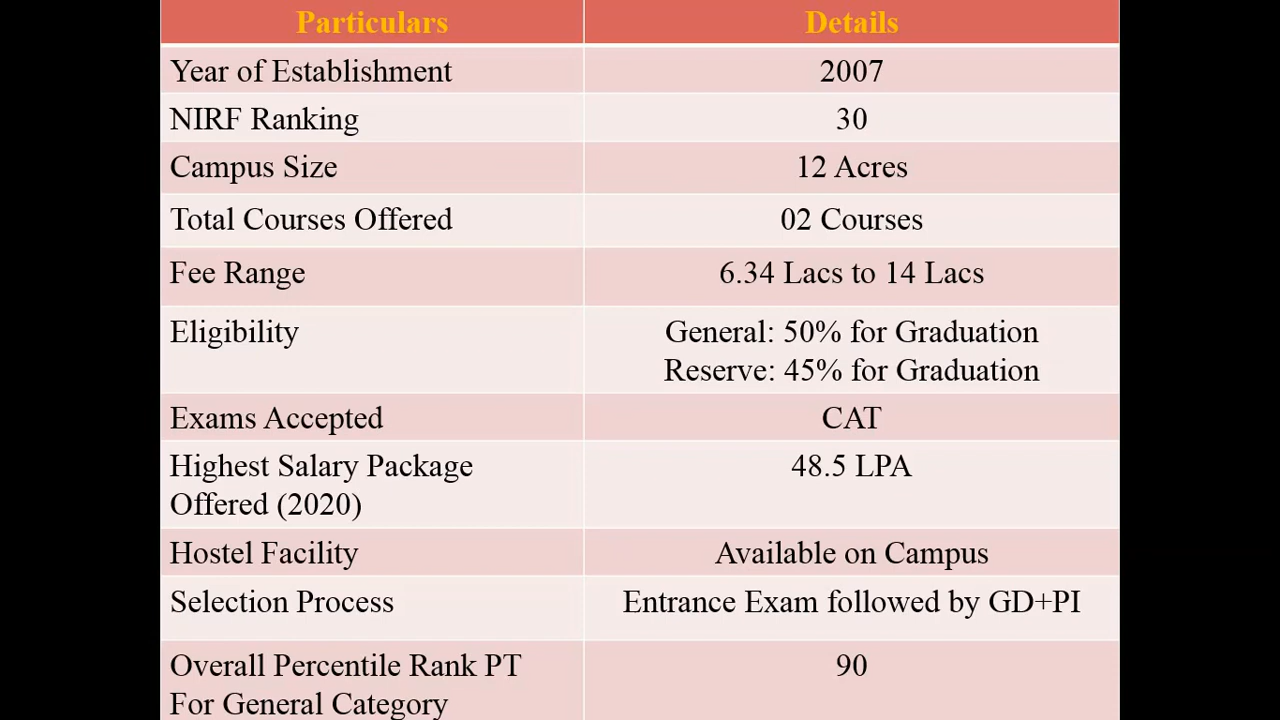 Particulars Details
Year of Establishment 2007
NIRF Ranking 30
Campus Size 12 Acres
Total Courses Offered 02 Courses
Fee Range 6.34 Lacs to 14 Lacs
Eligibility General: 50% for Graduation
Reserve: 45% for Graduation
Exams Accepted CAT
Highest Salary Package 48.5 LPA
Offered (2020)
Hostel Facility Available on Campus
Selection Process Entrance Exam followed by GD+PI
Overall Percentile Rank PT 90
For General Category